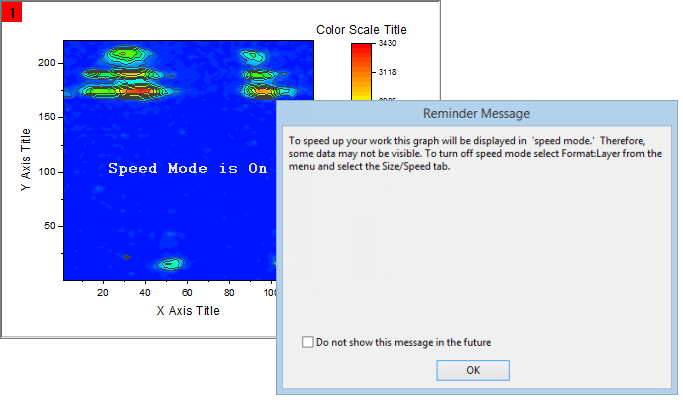 1
Color Scale Title
3430
3118
200
150
100
50
Y Axis Title
Speed Mode is On
20
40
60
80
X Axis Title
Reminder Message
To speed up your work this graph will be displayed in 'speed mode.' Therefore,
some data may not be visible. To turn off speed mode select Format:Layer from the
menu and select the Size/Speed tab.
Do not show this message in the future
OK